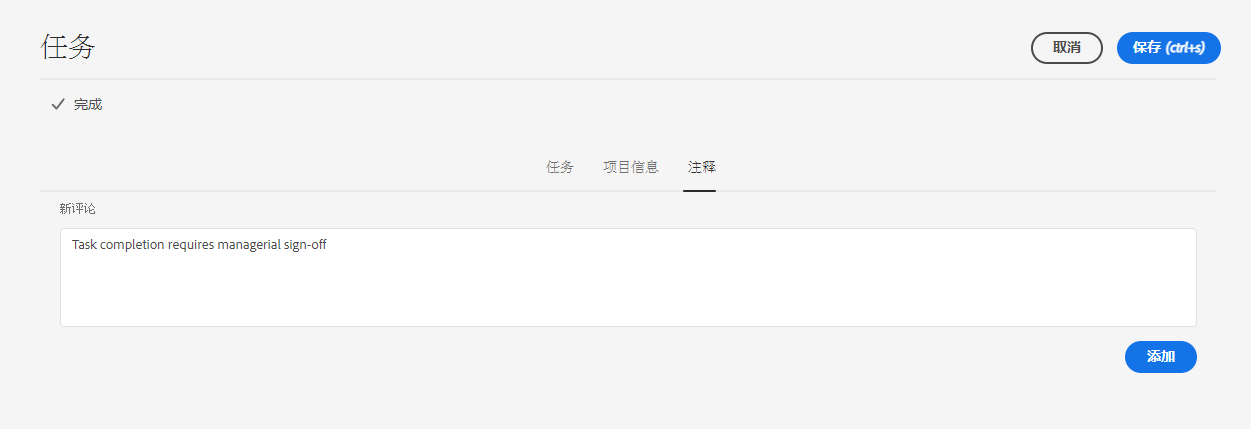 任务
取消
保存 (ctrl+s)
完成
任务
项目信息
注释
新评论
Task completion requires managerial sign-off
添加